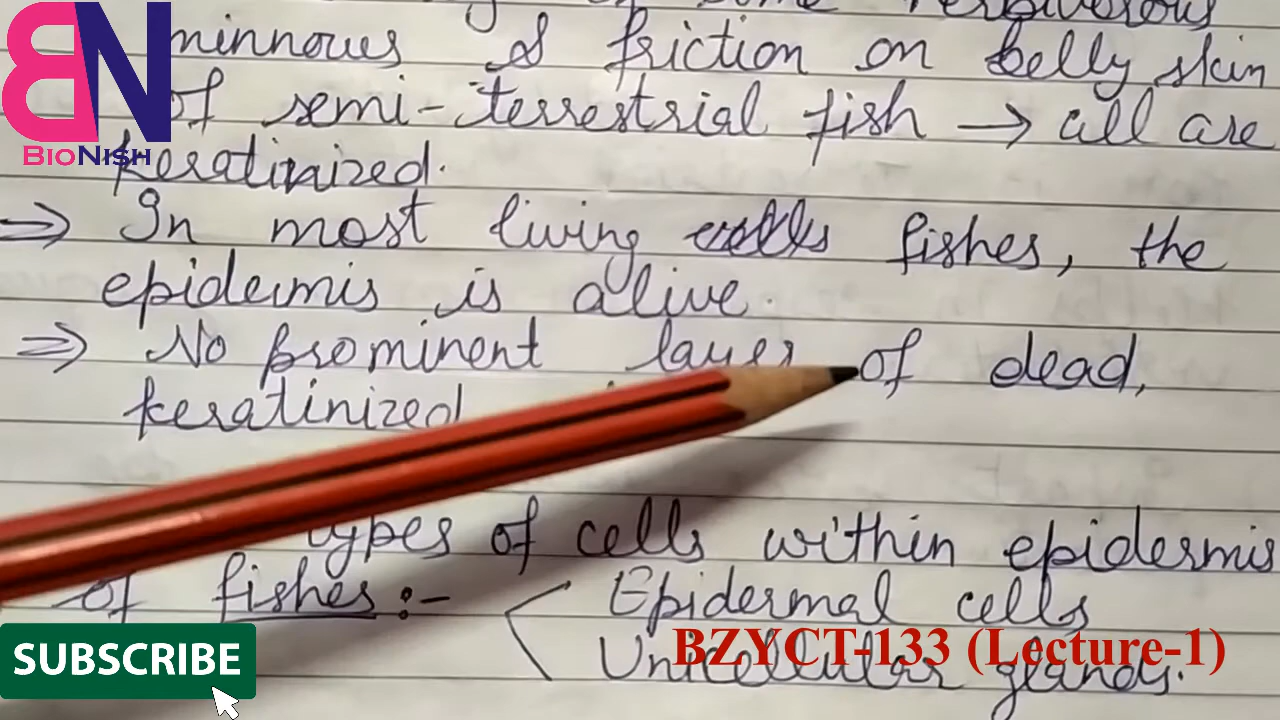 herbivorous
minnows & friction on belly skin
of semi-terrestrial fish → all are
keratinized.
⇒ In most living fishes, the
epidermis is alive.
⇒ No prominent layer of dead,
keratinized
types of cells within epidermis
of fishes :-
Epidermal cells
Unicellular glands.
BN
BIONISH
SUBSCRIBE
BZYCT-133 (Lecture-1)